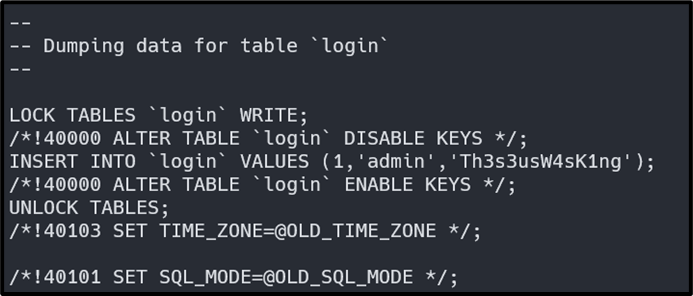 --
-- Dumping data for table `login`
--
LOCK TABLES `login` WRITE;
/*!40000 ALTER TABLE `login` DISABLE KEYS */;
INSERT INTO `login` VALUES (1,'admin','Th3s3usW4sK1ng');
/*!40000 ALTER TABLE `login` ENABLE KEYS */;
UNLOCK TABLES;
/*!40103 SET TIME_ZONE=@OLD_TIME_ZONE */;
/*!40101 SET SQL_MODE=@OLD_SQL_MODE */;